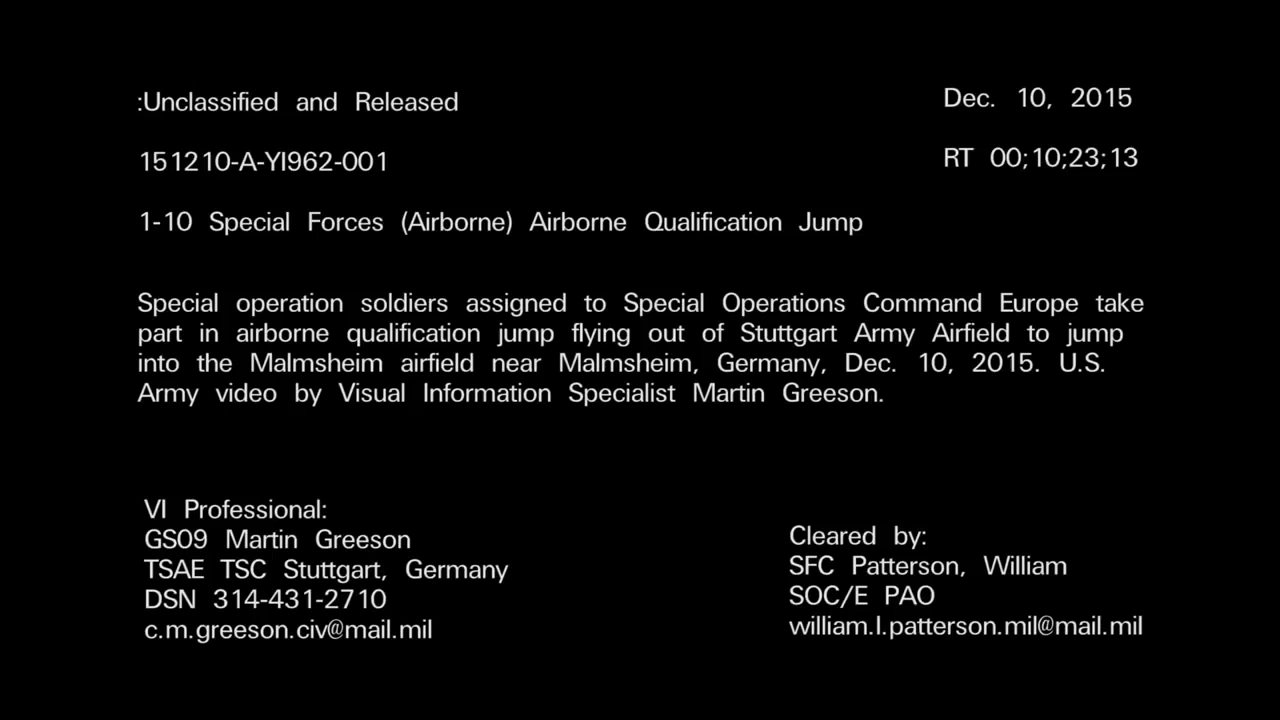 :Unclassified and Released
Dec. 10, 2015
151210-A-YI962-001
RT 00;10;23;13
1-10 Special Forces (Airborne) Airborne Qualification Jump
Special operation soldiers assigned to Special Operations Command Europe take
part in airborne qualification jump flying out of Stuttgart Army Airfield to jump
into the Malmsheim airfield near Malmsheim, Germany, Dec. 10, 2015. U.S.
Army video by Visual Information Specialist Martin Greeson.
VI Professional:
GS09 Martin Greeson
TSAE TSC Stuttgart, Germany
DSN 314-431-2710
c.m.greeson.civ@mail.mil
Cleared by:
SFC Patterson, William
SOC/E PAO
william.l.patterson.mil@mail.mil